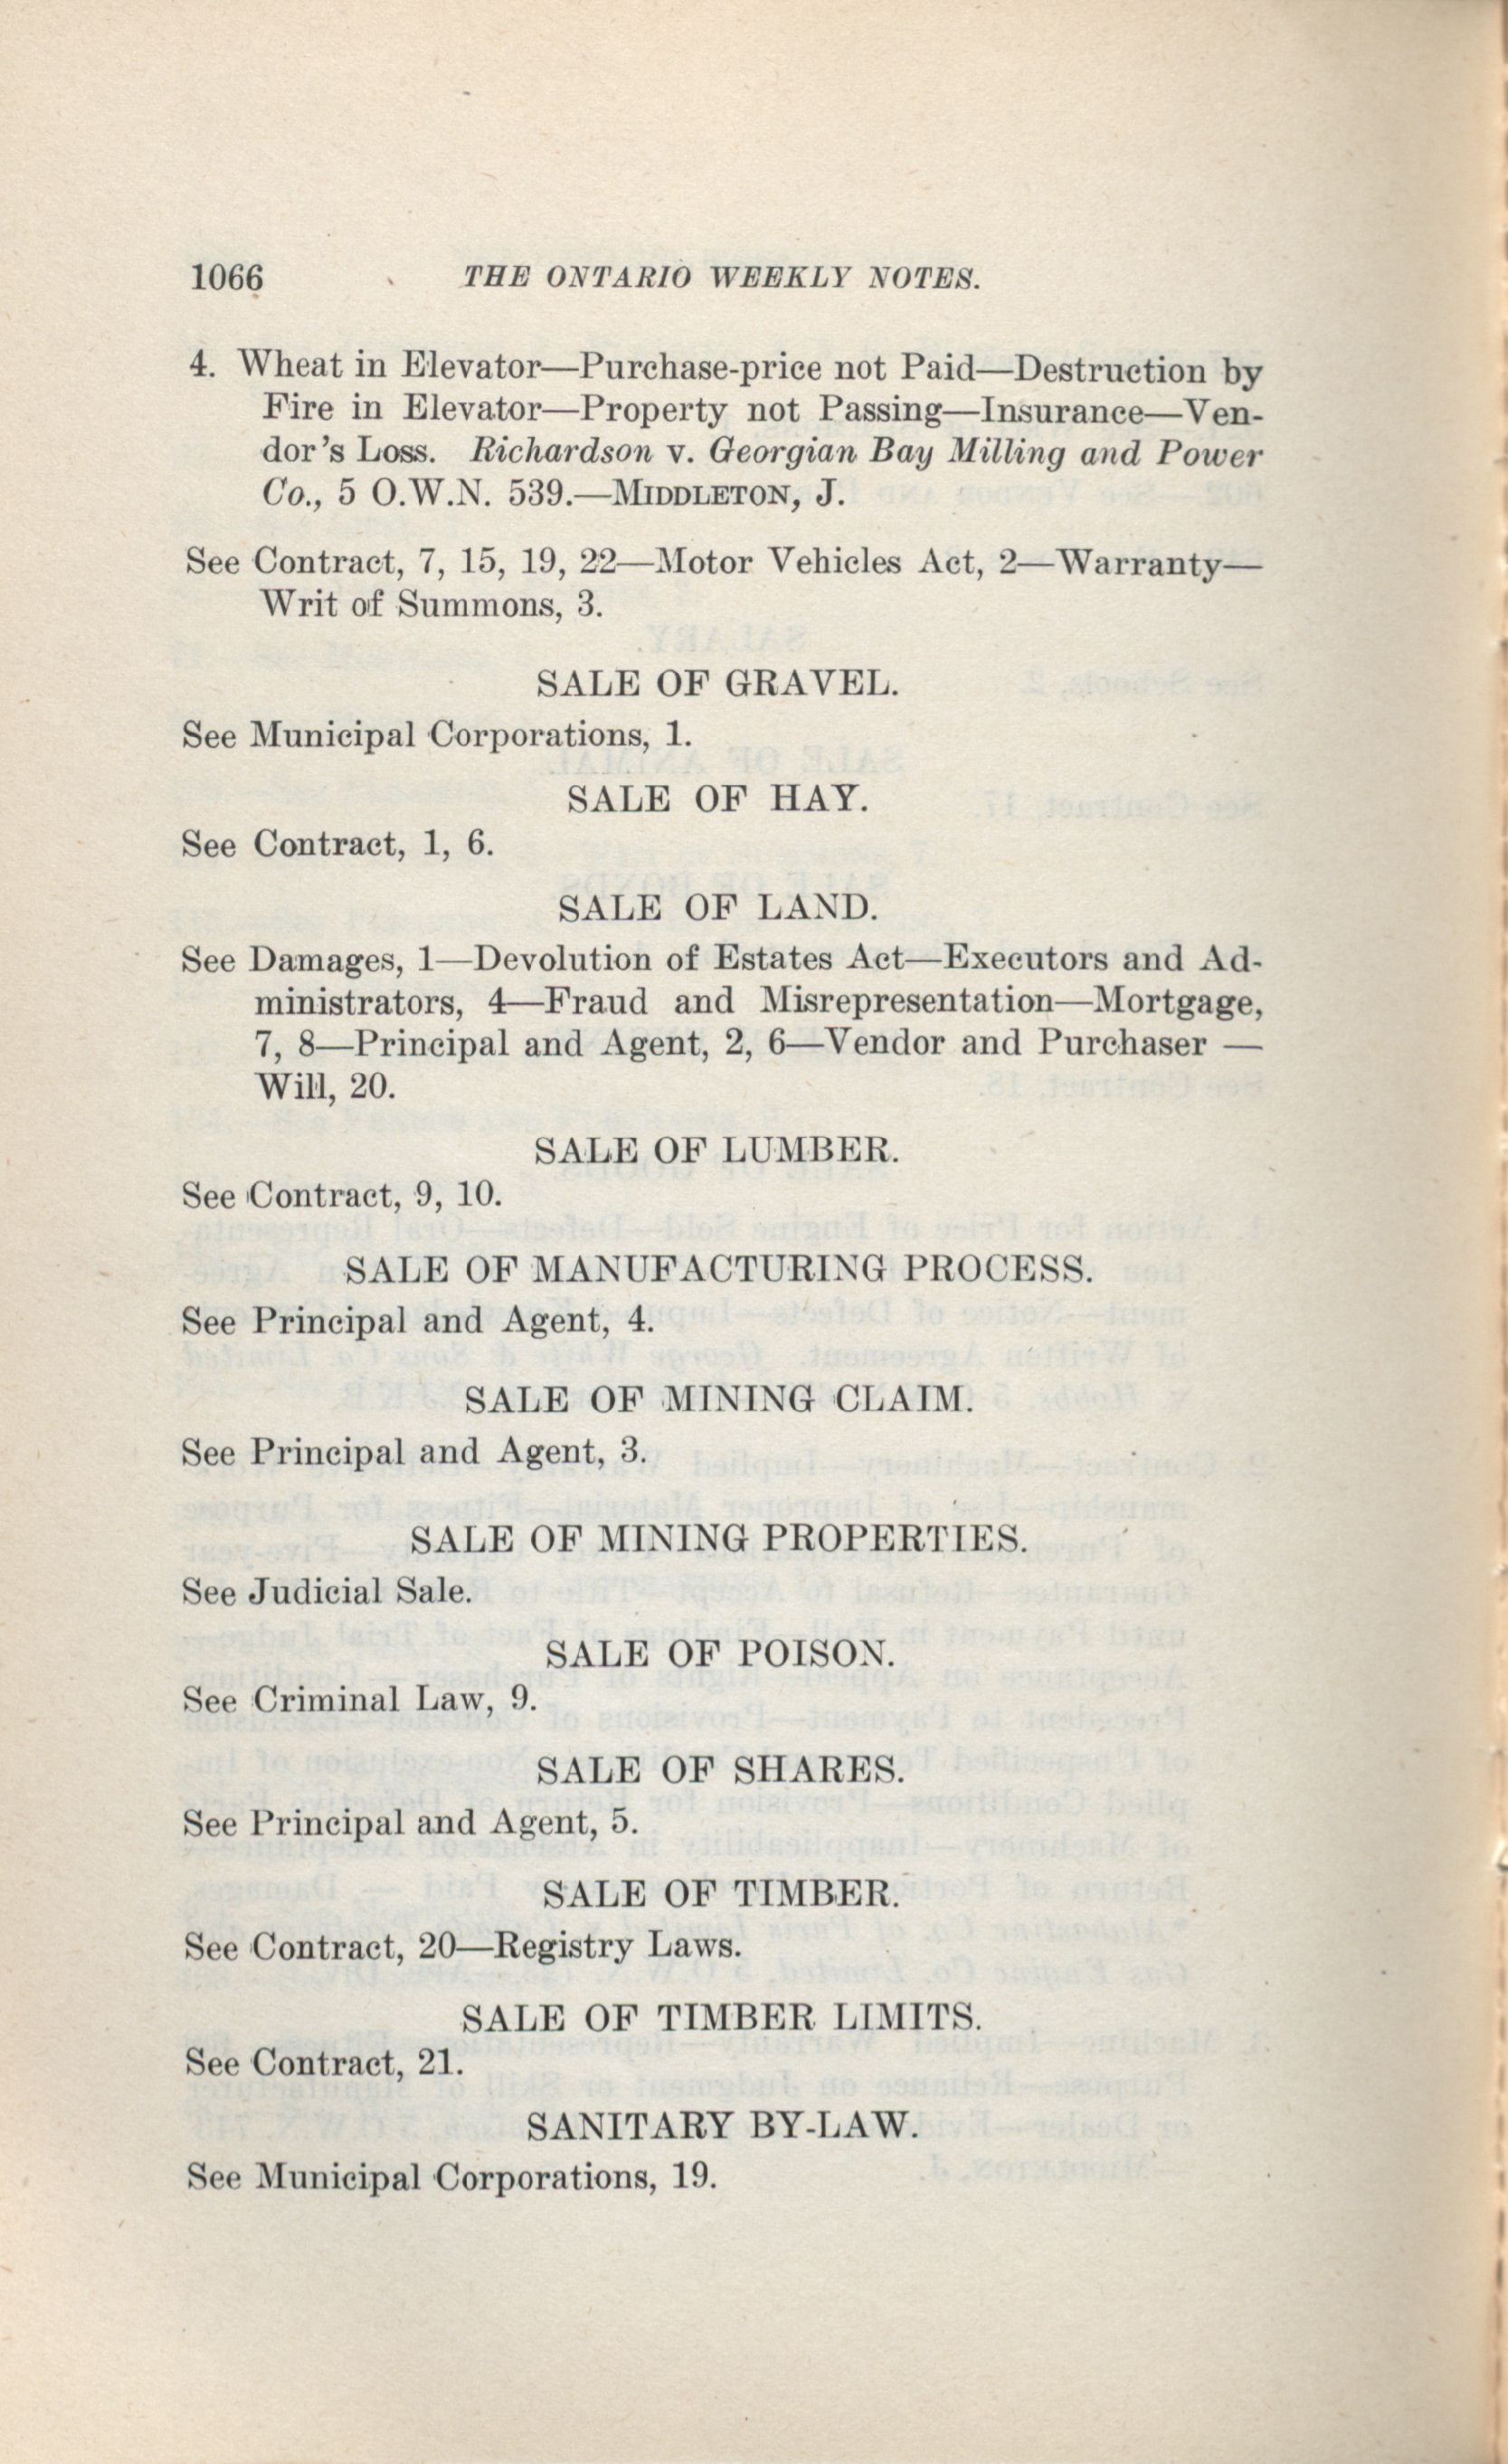 1066 THE ONTARIO WEEKLY NOTES.
4. Wheat in Elevator—Purchase-price not Paid—Destruction by
Fire in Elevator—Property not Passing—Insurance—Ven-
dor's Loss. Richardson v. Georgian Bay Milling and Power
Co., 5 O.W.N. 539.—MIDDLETON, J.
See Contract, 7, 15, 19, 22—Motor Vehicles Act, 2—Warranty—
Writ of Summons, 3.
SALE OF GRAVEL.
See Municipal Corporations, 1.
SALE OF HAY.
See Contract, 1, 6.
SALE OF LAND.
See Damages, 1—Devolution of Estates Act—Executors and Ad-
ministrators, 4—Fraud and Misrepresentation—Mortgage,
7, 8—Principal and Agent, 2, 6—Vendor and Purchaser —
Will, 20.
SALE OF LUMBER.
See Contract, 9, 10.
SALE OF MANUFACTURING PROCESS.
See Principal and Agent, 4.
SALE OF MINING CLAIM.
See Principal and Agent, 3.
SALE OF MINING PROPERTIES.
See Judicial Sale.
SALE OF POISON.
See Criminal Law, 9.
SALE OF SHARES.
See Principal and Agent, 5.
SALE OF TIMBER.
See Contract, 20—Registry Laws.
SALE OF TIMBER LIMITS.
See Contract, 21.
SANITARY BY-LAW.
See Municipal Corporations, 19.